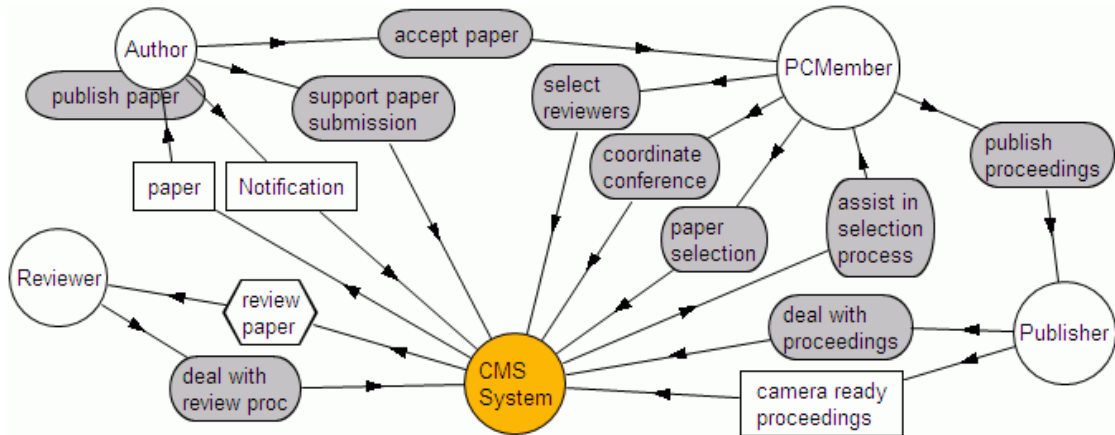 Author
accept paper
PCMember
publish paper
support paper
submission
select
reviewers
coordinate
conference
publish
proceedings
paper
Notification
paper
selection
assist in
selection
process
Reviewer
review
paper
deal with
proceedings
Publisher
deal with
review proc
CMS
System
camera ready
proceedings